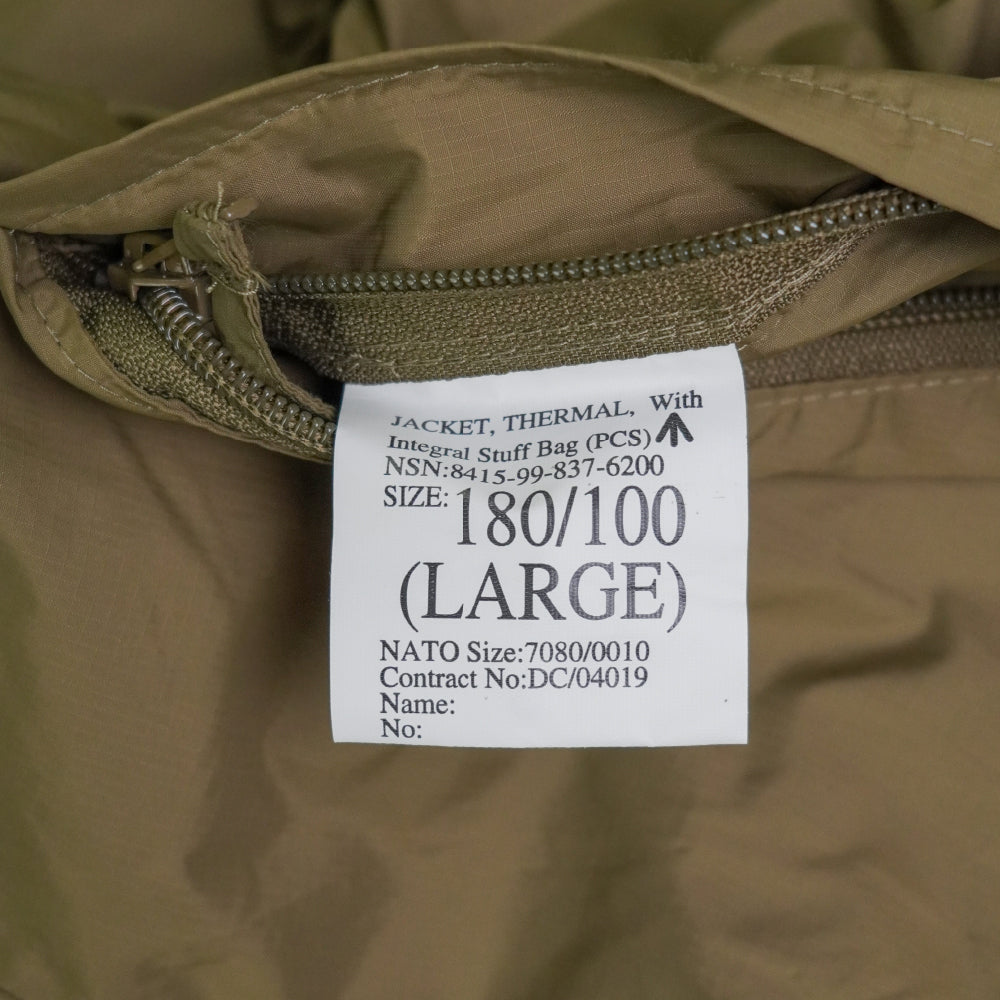 JACKET, THERMAL, With
Integral Stuff Bag (PCS)
NSN:8415-99-837-6200
SIZE: 180/100
(LARGE)
NATO Size:7080/0010
Contract No:DC/04019
Name:
No: